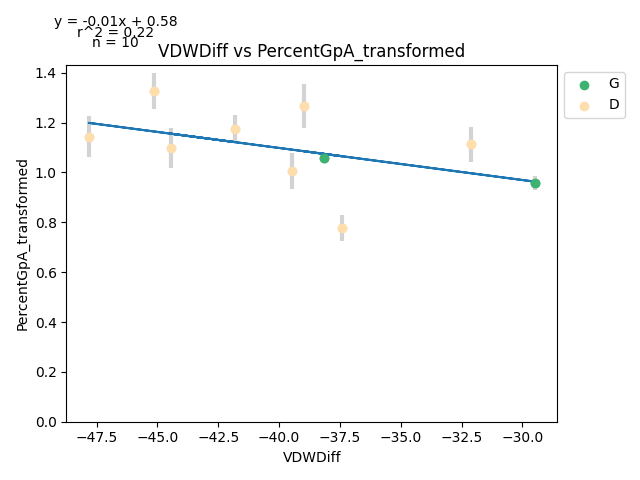 y = -0.01x + 0.58
r^2 = 0.22
n = 10
VDWDiff vs PercentGpA_transformed
G
D
1.4
1.2
1.0
0.8
0.6
0.4
0.2
0.0
PercentGpA_transformed
−47.5 −45.0 −42.5 −40.0 −37.5 −35.0 −32.5 −30.0
VDWDiff